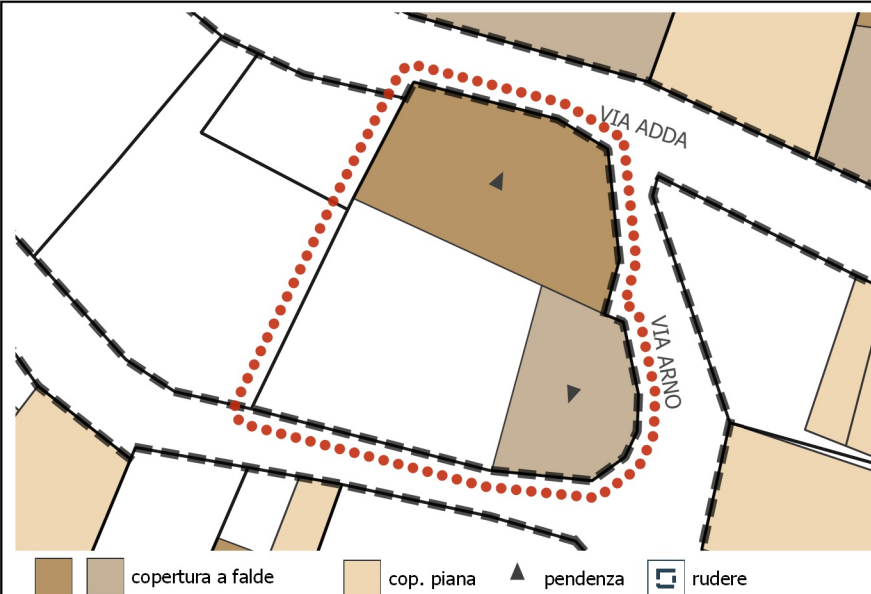 VIA ADDA
VIA ARNO
copertura a falde
cop. piana
pendenza
rudere